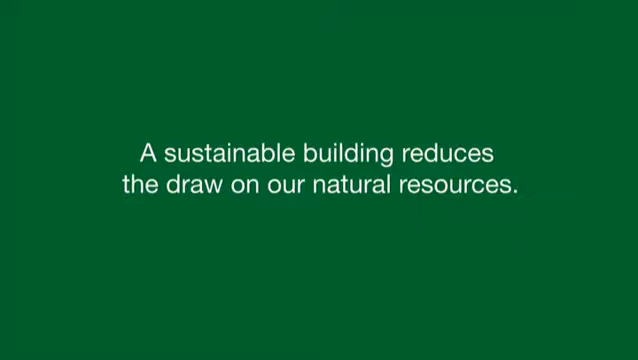 A sustainable building reduces
the draw on our natural resources.